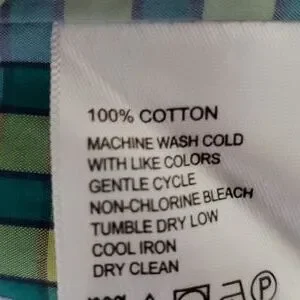 100% COTTON
MACHINE WASH COLD
WITH LIKE COLORS
GENTLE CYCLE
NON-CHLORINE BLEACH
TUMBLE DRY LOW
COOL IRON
DRY CLEAN
P